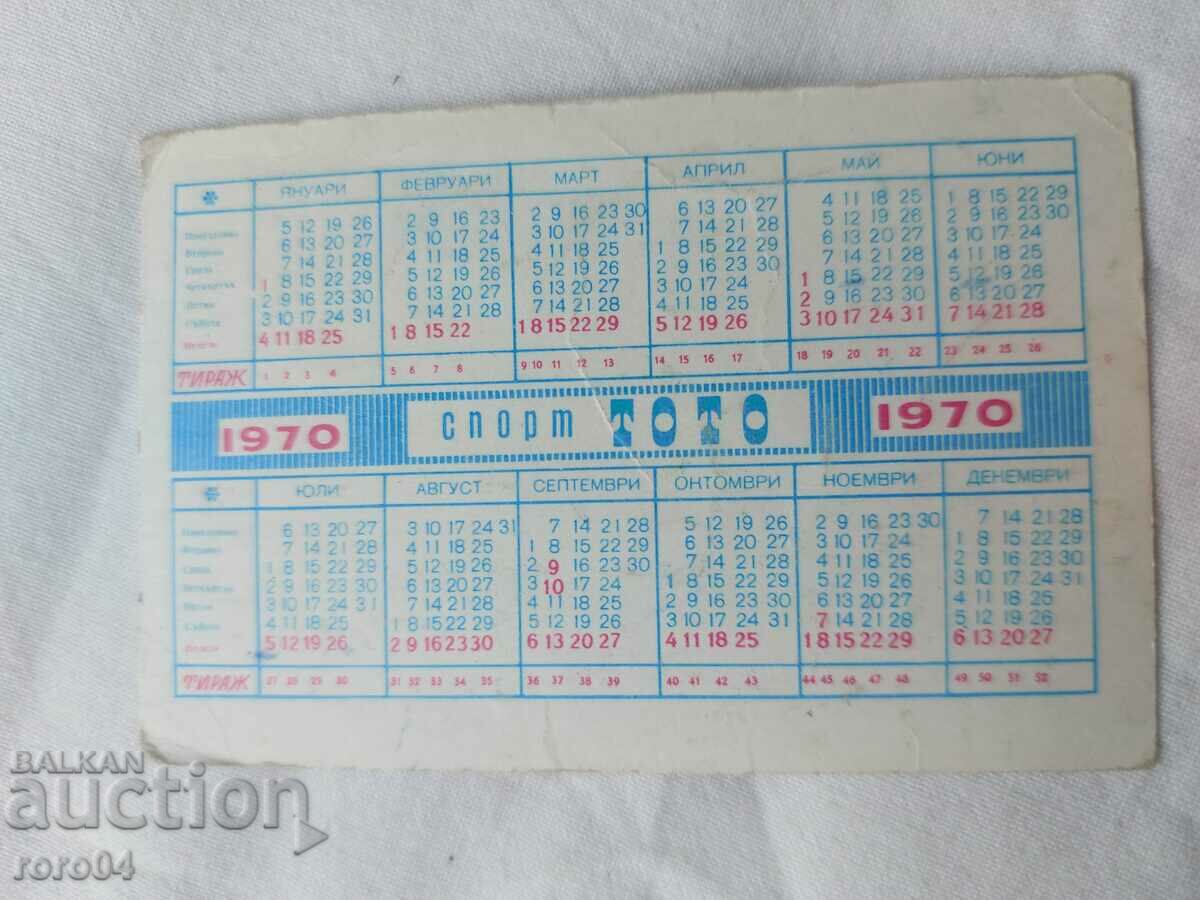 * ЯНУАРИ ФЕВРУАРИ МАРТ АПРИЛ МАЙ ЮНИ
5 12 19 26 2 9 16 23 2 9 16 23 30 6 13 20 27 4 11 18 25 1 8 15 22 29
6 13 20 27 3 10 17 24 3 10 17 24 31 7 14 21 28 5 12 19 26 2 9 16 23 30
7 14 21 28 4 11 18 25 4 11 18 25 1 8 15 22 29 6 13 20 27 3 10 17 24
1 8 15 22 29 5 12 19 26 5 12 19 26 2 9 16 23 30 7 14 21 28 4 11 18 25
2 9 16 23 30 6 13 20 27 6 13 20 27 3 10 17 24 1 8 15 22 29 5 12 19 26
3 10 17 24 31 7 14 21 28 7 14 21 28 4 11 18 25 2 9 16 23 30 6 13 20 27
4 11 18 25 1 8 15 22 1 8 15 22 29 5 12 19 26 3 10 17 24 31 7 14 21 28
ТИРАЖ 1 2 3 4 5 6 7 8 9 10 11 12 13 14 15 16 17 18 19 20 21 22 23 24 25 26
1970 спорт ТОТО 1970
* ЮЛИ АВГУСТ СЕПТЕМВРИ ОНТОМВРИ НОЕМВРИ ДЕНЕМВРИ
6 13 20 27 3 10 17 24 31 7 14 21 28 5 12 19 26 2 9 16 23 30 7 14 21 28
7 14 21 28 4 11 18 25 1 8 15 22 29 6 13 20 27 3 10 17 24 1 8 15 22 29
1 8 15 22 29 5 12 19 26 2 9 16 23 30 7 14 21 28 4 11 18 25 2 9 16 23 30
2 9 16 23 30 6 13 20 27 3 10 17 24 1 8 15 22 29 5 12 19 26 3 10 17 24 31
3 10 17 24 31 7 14 21 28 4 11 18 25 2 9 16 23 30 6 13 20 27 4 11 18 25
4 11 18 25 1 8 15 22 29 5 12 19 26 3 10 17 24 31 7 14 21 28 5 12 19 26
5 12 19 26 2 9 16 23 30 6 13 20 27 4 11 18 25 1 8 15 22 29 6 13 20 27
ТИРАЖ 27 28 29 30 31 32 33 34 35 36 37 38 39 40 41 42 43 44 45 46 47 48 49 50 51 52
BALKAN
auction
roro04